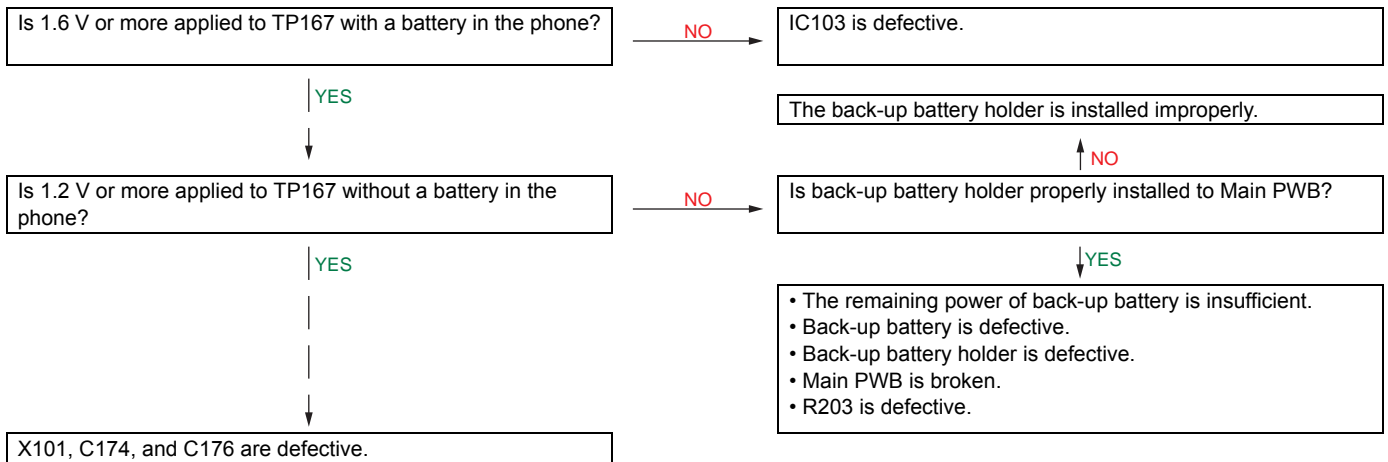 Is 1.6 V or more applied to TP167 with a battery in the phone?
NO
IC103 is defective.
YES
The back-up battery holder is installed improperly.
NO
Is 1.2 V or more applied to TP167 without a battery in the
phone?
NO
Is back-up battery holder properly installed to Main PWB?
YES
YES
• The remaining power of back-up battery is insufficient.
• Back-up battery is defective.
• Back-up battery holder is defective.
• Main PWB is broken.
• R203 is defective.
X101, C174, and C176 are defective.